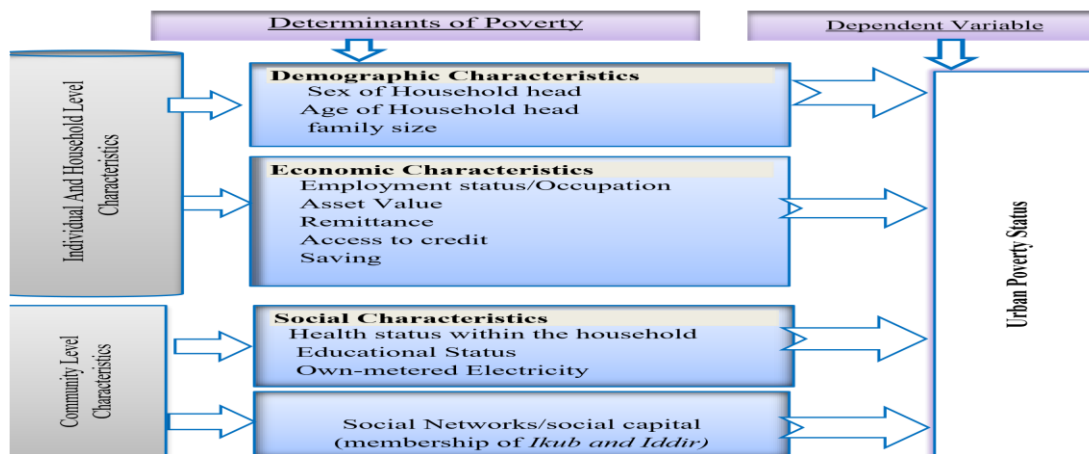 Determinants of Poverty
Dependent Variable
Individual And Household Level
Characteristics
Demographic Characteristics
Sex of Household head
Age of Household head
family size
Economic Characteristics
Employment status/Occupation
Asset Value
Remittance
Access to credit
Saving
Community Level
Characteristics
Social Characteristics
Health status within the household
Educational Status
Own-metered Electricity
Social Networks/social capital
(membership of Ikub and Iddir)
Urban Poverty Status